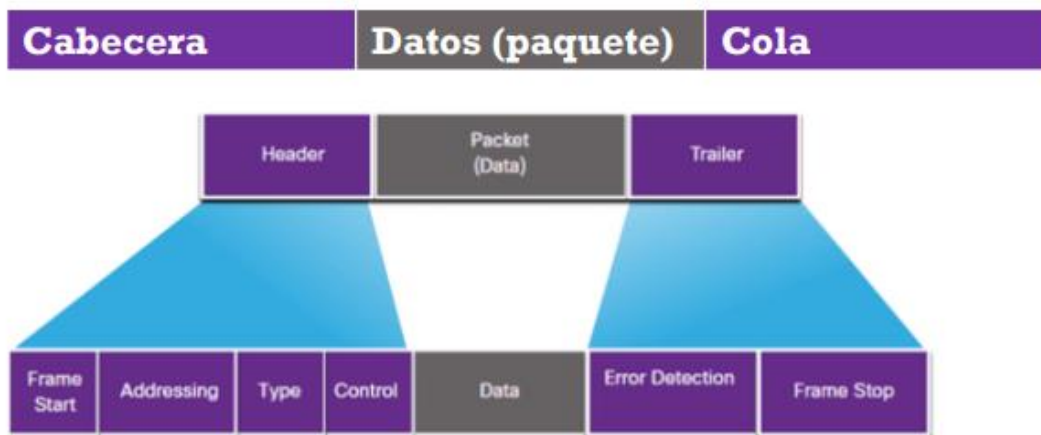 Cabecera
Datos (paquete)
Cola
Header
Packet
(Data)
Trailer
Frame
Start
Addressing
Type
Control
Data
Error Detection
Frame Stop